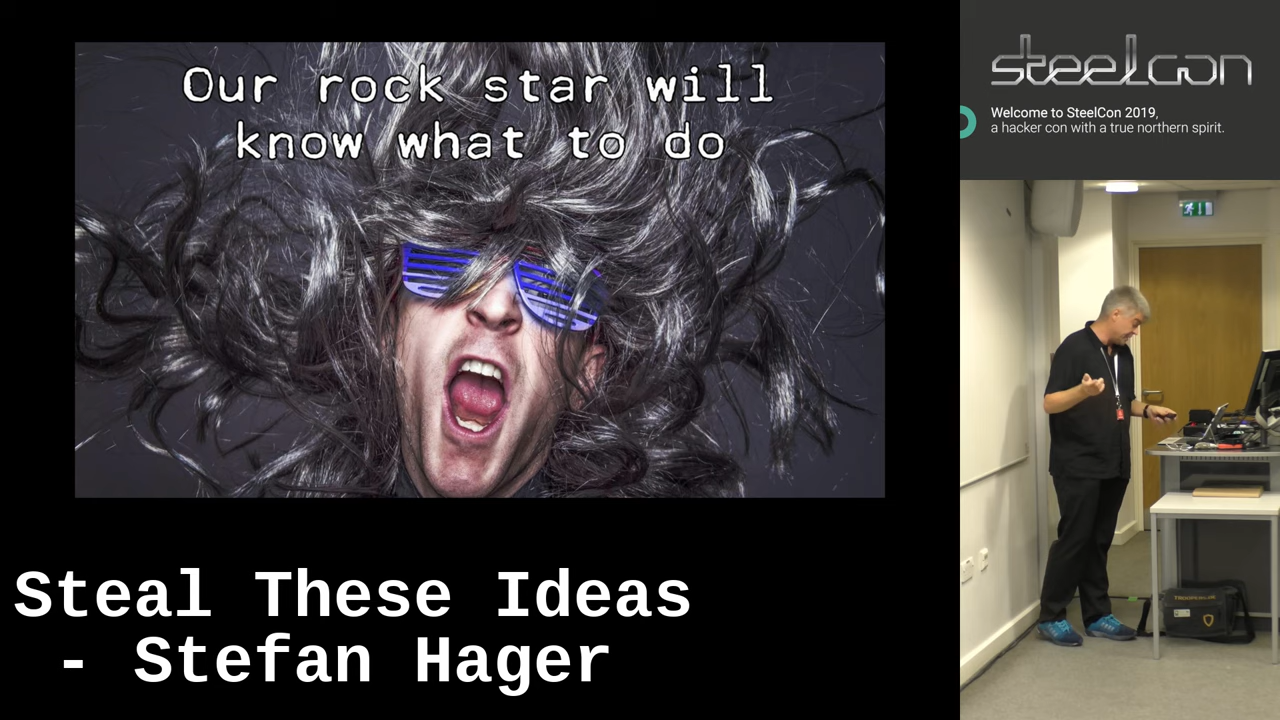 Our rock star will
know what to do
Steal These Ideas
- Stefan Hager
steelcon
Welcome to SteelCon 2019,
a hacker con with a true northern spirit.
TROOPERS